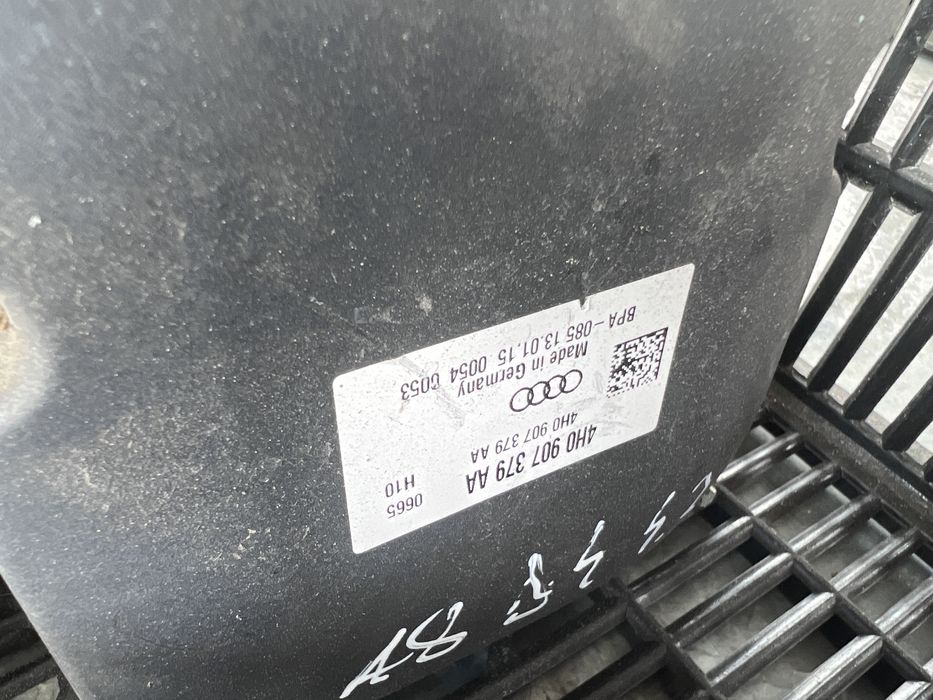 4H0 907 379 AA
0665
4H0 907 379 AA
H10
Made in Germany
BPA-085 13.01.15 0054 0053